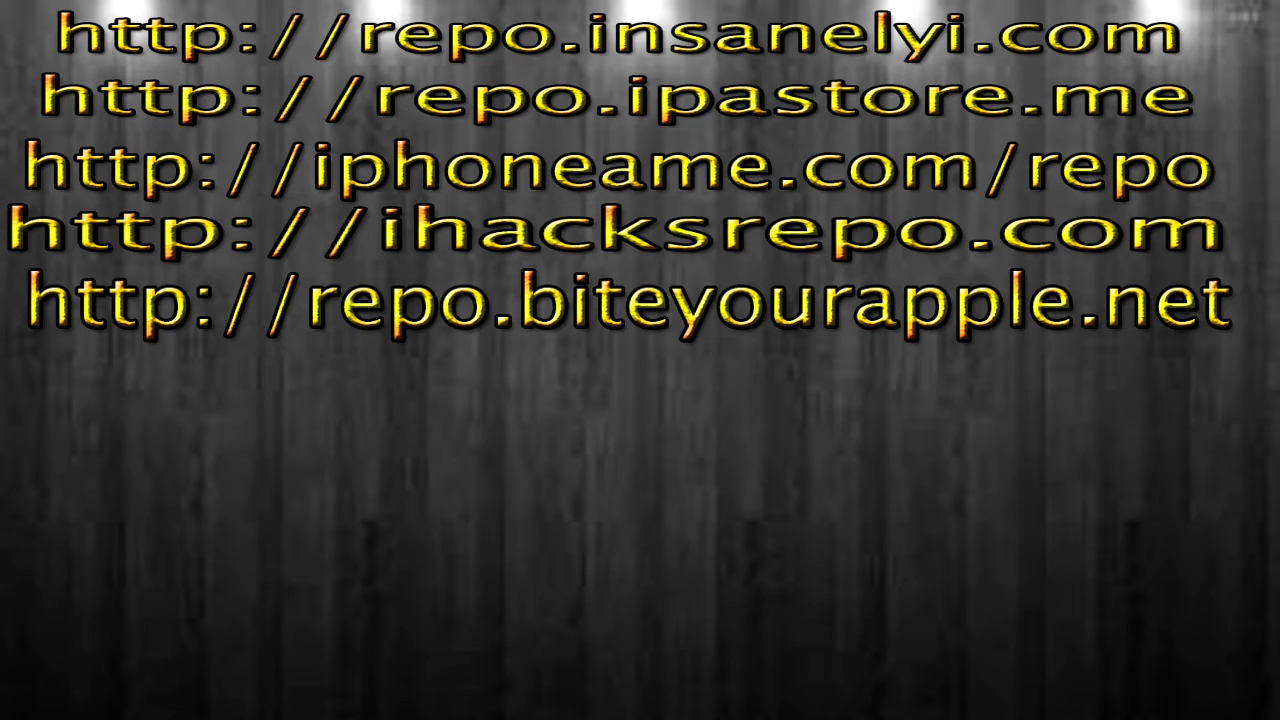 http://repo.insanelyi.com
http://repo.ipastore.me
http://iphoneame.com/repo
http://ihacksrepo.com
http://repo.biteyourapple.net